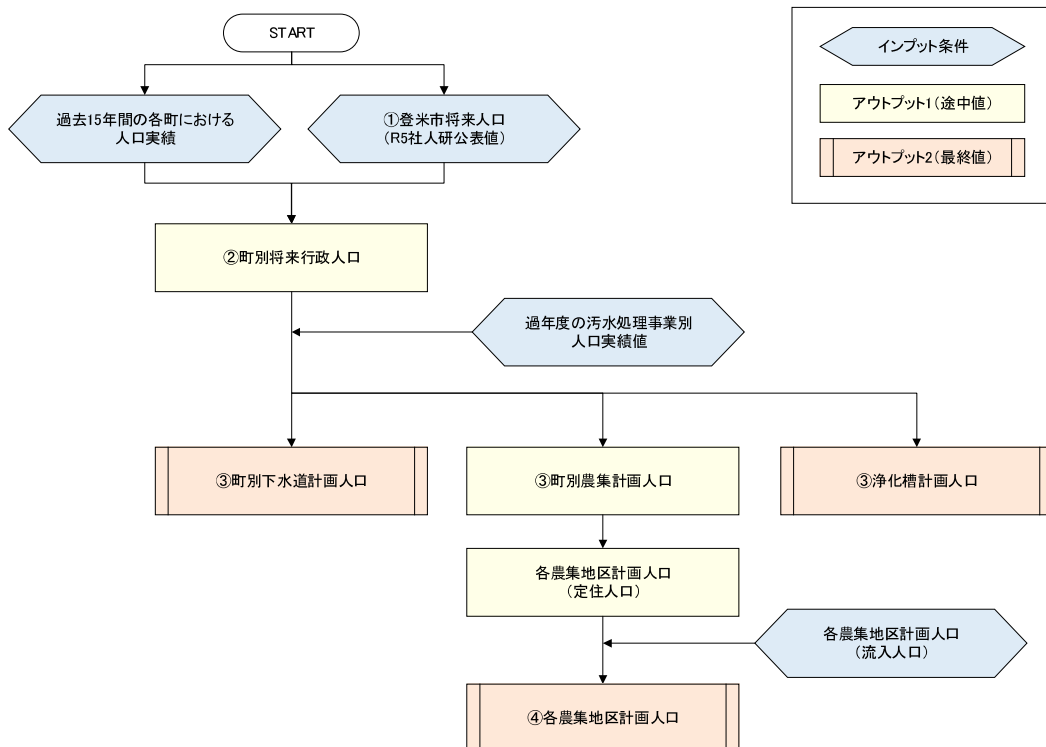 START
インプット条件
アウトプット1(途中値)
アウトプット2(最終値)
過去15年間の各町における
人口実績
①登米市将来人口
(R5社人研公表値)
②町別将来行政人口
過年度の汚水処理事業別
人口実績値
③町別下水道計画人口
③町別農集計画人口
③浄化槽計画人口
各農集地区計画人口
(定住人口)
各農集地区計画人口
(流入人口)
④各農集地区計画人口